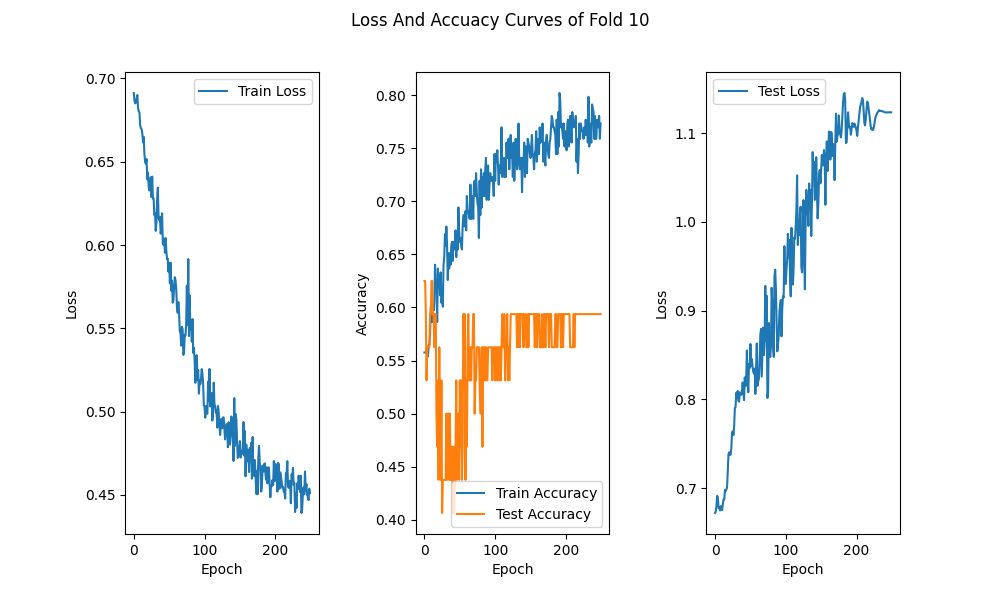 Loss And Accuacy Curves of Fold 10
Loss
0.70
0.65
0.60
0.55
0.50
0.45
0 100 200
Epoch
Train Loss
Accuracy
0.80
0.75
0.70
0.65
0.60
0.55
0.50
0.45
0.40
0 100 200
Epoch
Train Accuracy
Test Accuracy
Loss
1.1
1.0
0.9
0.8
0.7
0 100 200
Epoch
Test Loss